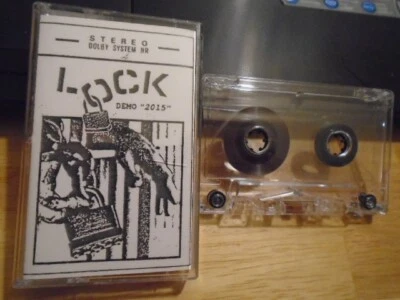 STEREO
DOLBY SYSTEM NR
LOCK
DEMO "2015"